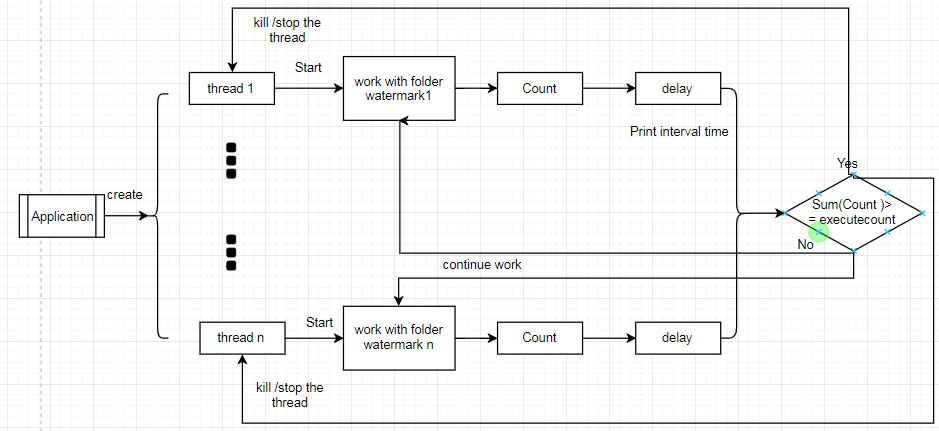 kill /stop the
thread
Start
thread 1
work with folder
watermark1
Count
delay
Print interval time
Yes
create
Application
Sum(Count )>
= executecount
No
continue work
Start
thread n
work with folder
watermark n
Count
delay
kill /stop the
thread